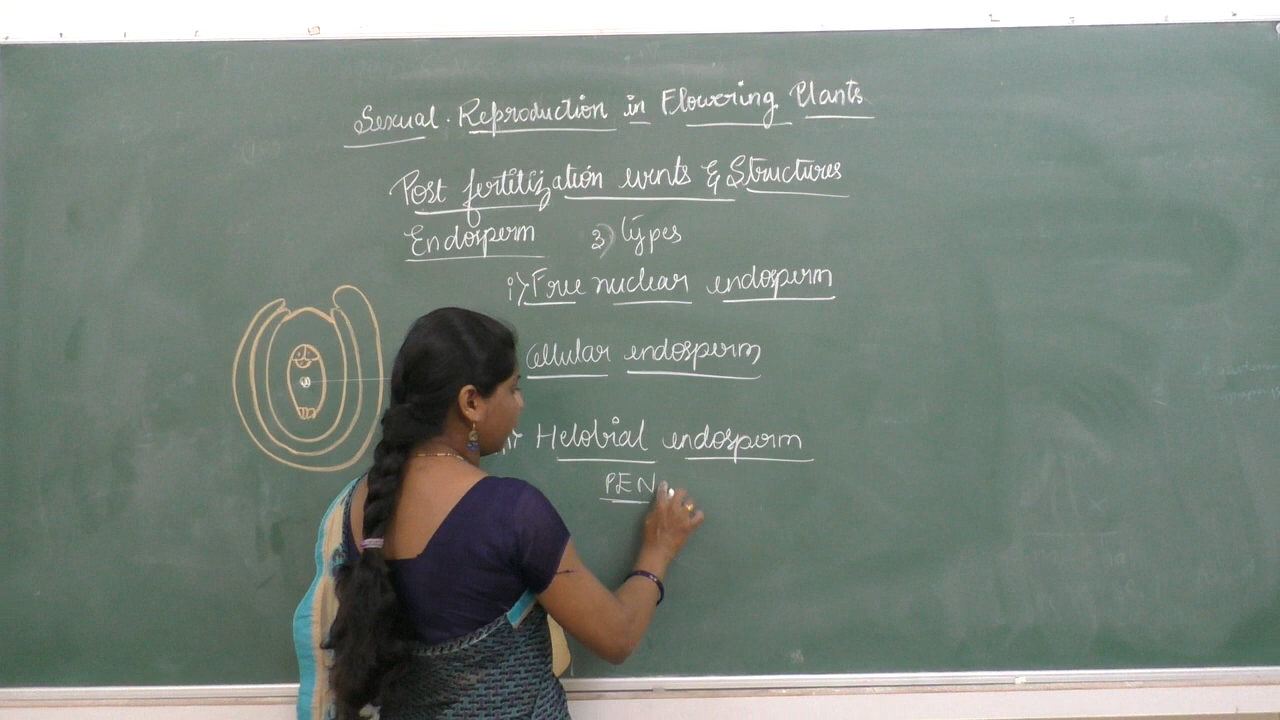 Sexual. Reproduction in Flowering Plants
Post fertilization evnts & Structures
Endosperm 3) types
i) Free nuclear endosperm
Cellular endosperm
Helobial endosperm
PEN